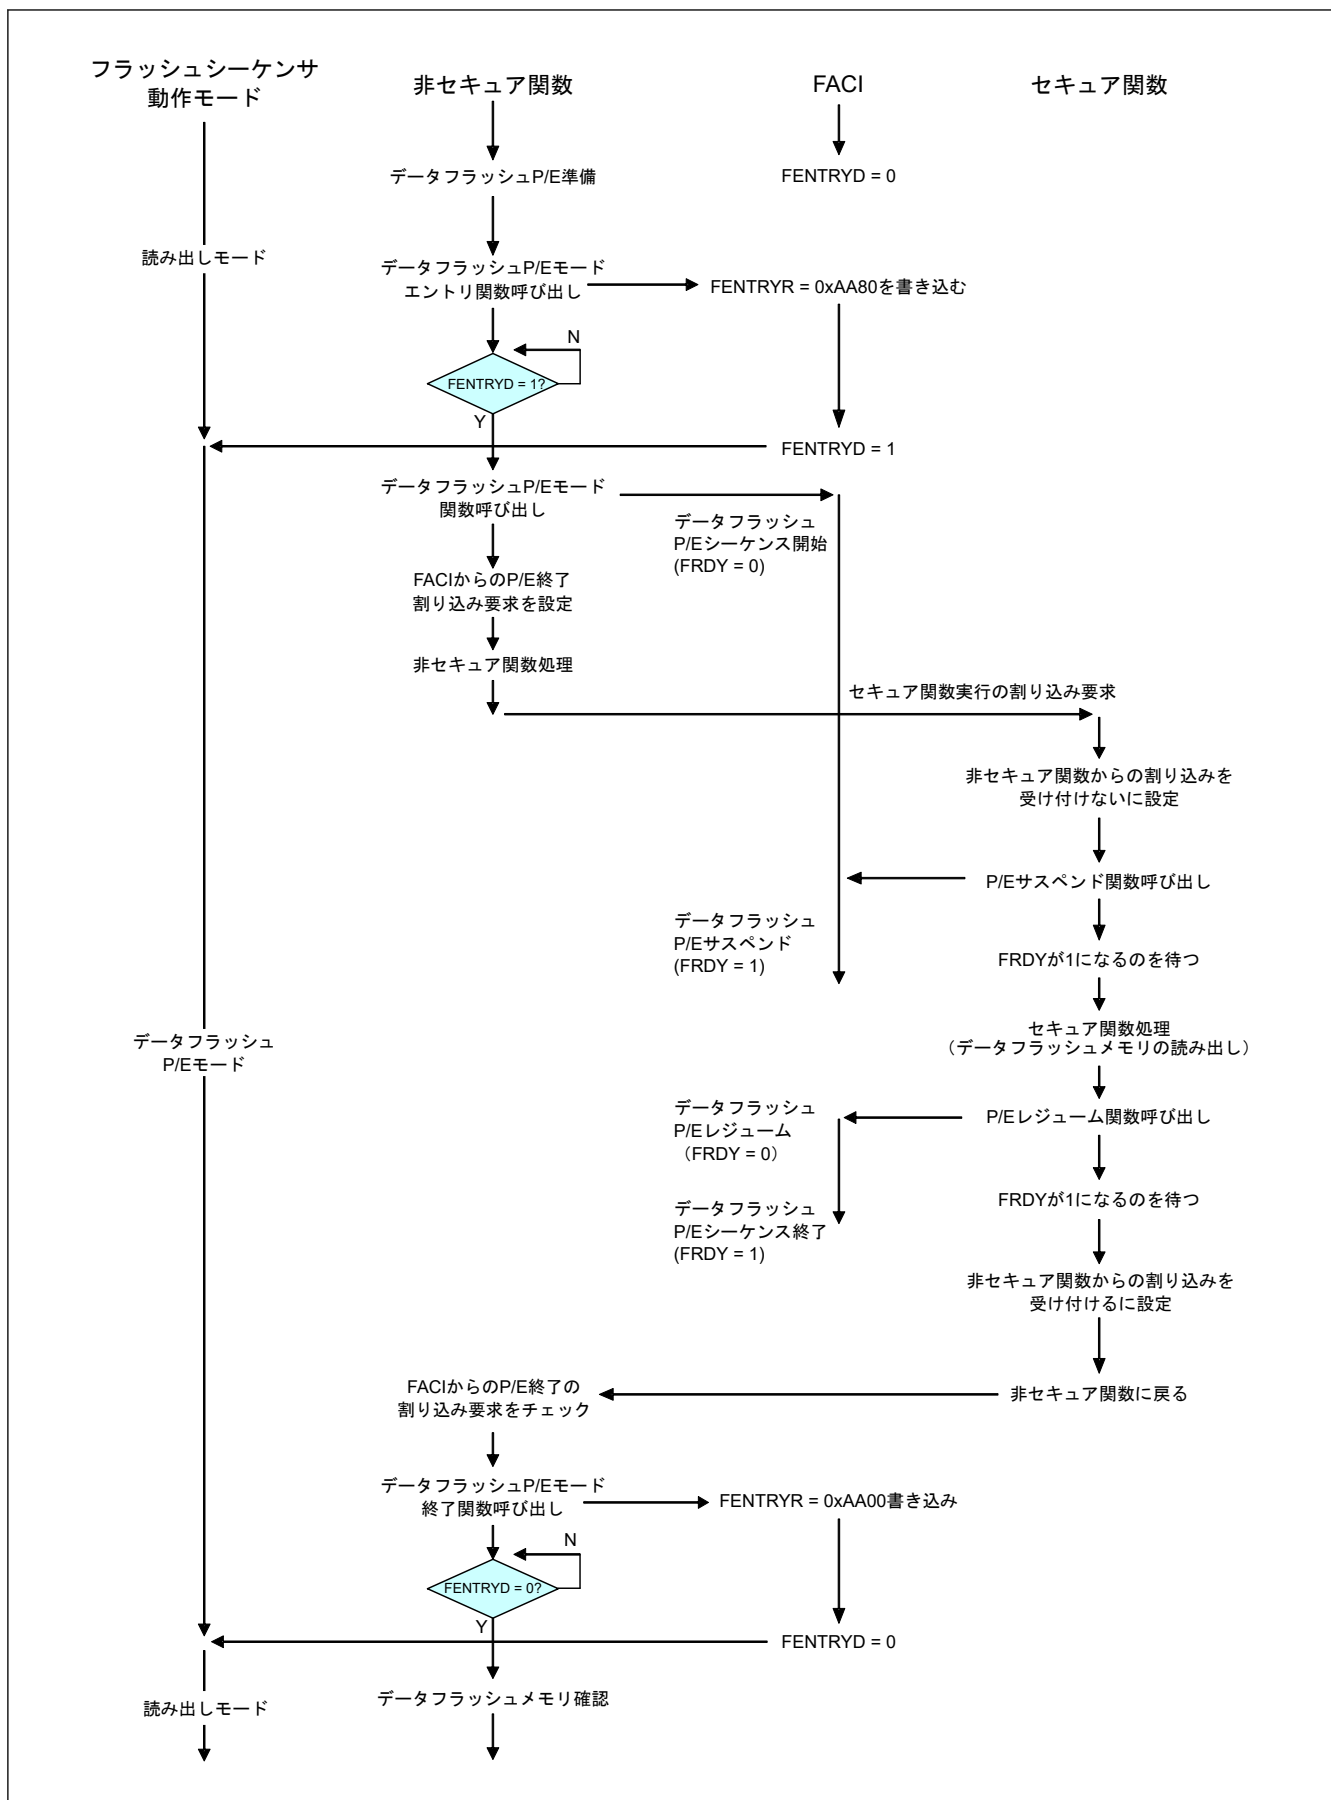 フラッシュシーケンサ
動作モード
非セキュア関数
FACI
セキュア関数
データフラッシュP/E準備
FENTRYD = 0
読み出しモード
データフラッシュP/Eモード
エントリ関数呼び出し
FENTRYR = 0xAA80を書き込む
N
FENTRYD = 1?
Y
FENTRYD = 1
データフラッシュP/Eモード
関数呼び出し
データフラッシュ
P/Eシーケンス開始
(FRDY = 0)
FACIからのP/E終了
割り込み要求を設定
非セキュア関数処理
セキュア関数実行の割り込み要求
非セキュア関数からの割り込みを
受け付けないに設定
P/Eサスペンド関数呼び出し
データフラッシュ
P/Eサスペンド
(FRDY = 1)
FRDYが1になるのを待つ
セキュア関数処理
（データフラッシュメモリの読み出し）
データフラッシュ
P/Eモード
データフラッシュ
P/Eレジューム
（FRDY = 0）
P/Eレジューム関数呼び出し
FRDYが1になるのを待つ
データフラッシュ
P/Eシーケンス終了
(FRDY = 1)
非セキュア関数からの割り込みを
受け付けるに設定
FACIからのP/E終了の
割り込み要求をチェック
非セキュア関数に戻る
データフラッシュP/Eモード
終了関数呼び出し
FENTRYR = 0xAA00書き込み
N
FENTRYD = 0?
Y
FENTRYD = 0
読み出しモード
データフラッシュメモリ確認